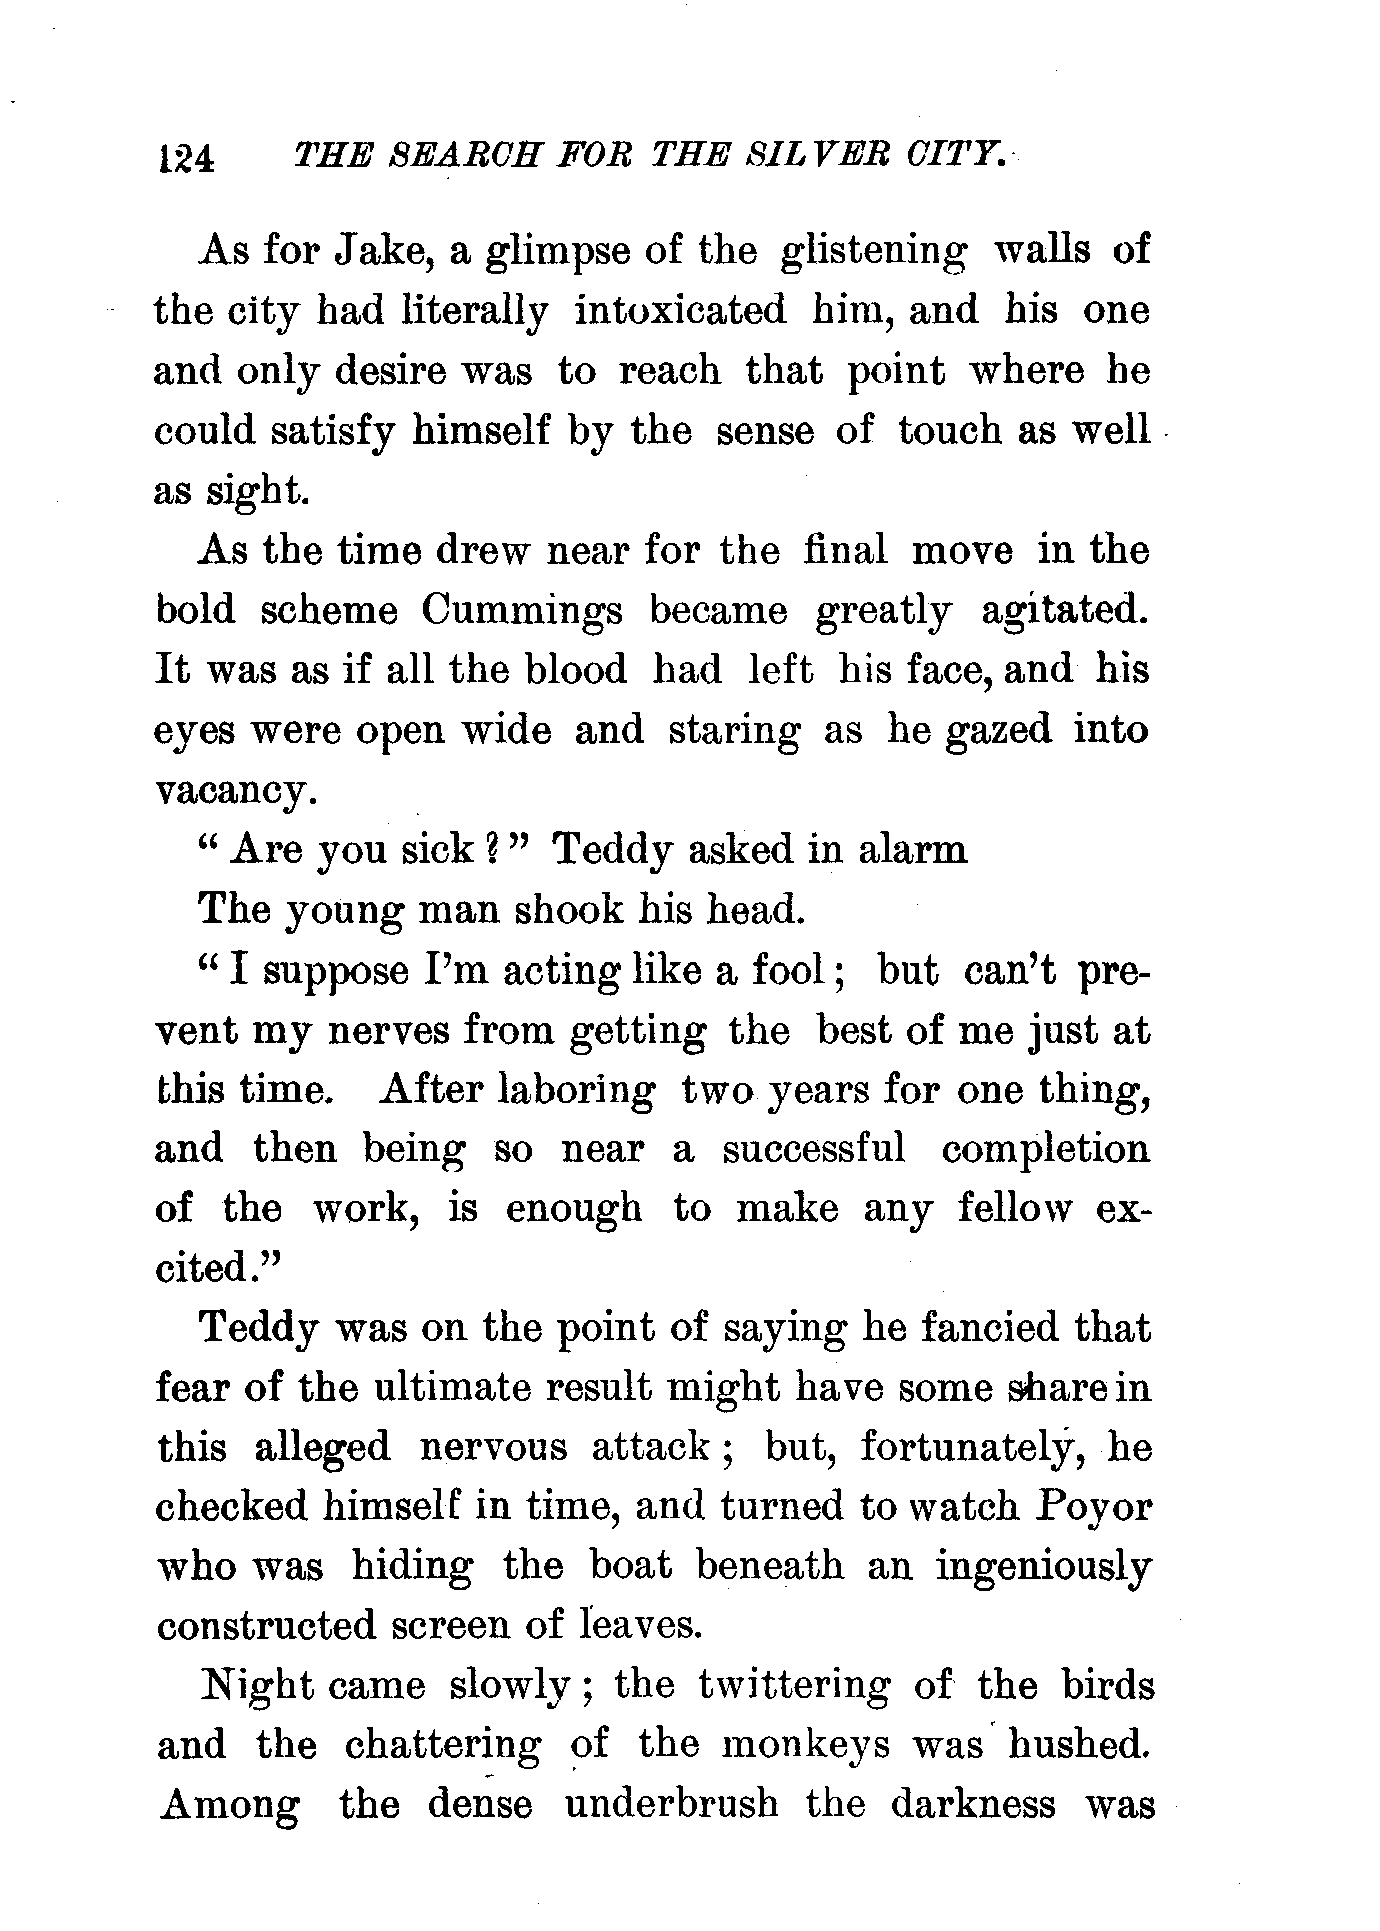 124 THE SEARCH FOR THE SILVER CITY.
As for Jake, a glimpse of the glistening walls of
the city had literally intoxicated him, and his one
and only desire was to reach that point where he
could satisfy himself by the sense of touch as well
as sight.
As the time drew near for the final move in the
bold scheme Cummings became greatly agitated.
It was as if all the blood had left his face, and his
eyes were open wide and staring as he gazed into
vacancy.
“ Are you sick ? ” Teddy asked in alarm
The young man shook his head.
“ I suppose I’m acting like a fool ; but can’t pre-
vent my nerves from getting the best of me just at
this time. After laboring two years for one thing,
and then being so near a successful completion
of the work, is enough to make any fellow ex-
cited.”
Teddy was on the point of saying he fancied that
fear of the ultimate result might have some share in
this alleged nervous attack ; but, fortunately, he
checked himself in time, and turned to watch Poyor
who was hiding the boat beneath an ingeniously
constructed screen of leaves.
Night came slowly ; the twittering of the birds
and the chattering of the monkeys was hushed.
Among the dense underbrush the darkness was